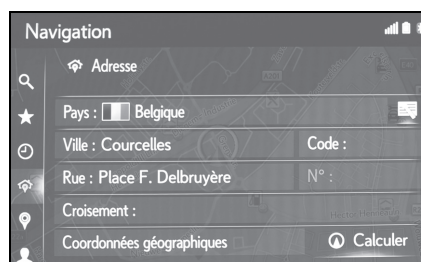 Navigation
Adresse
Pays : Belgique
Ville : Courcelles Code :
Rue : Place F. Delbruyère N° :
Croisement :
Coordonnées géographiques Calculer